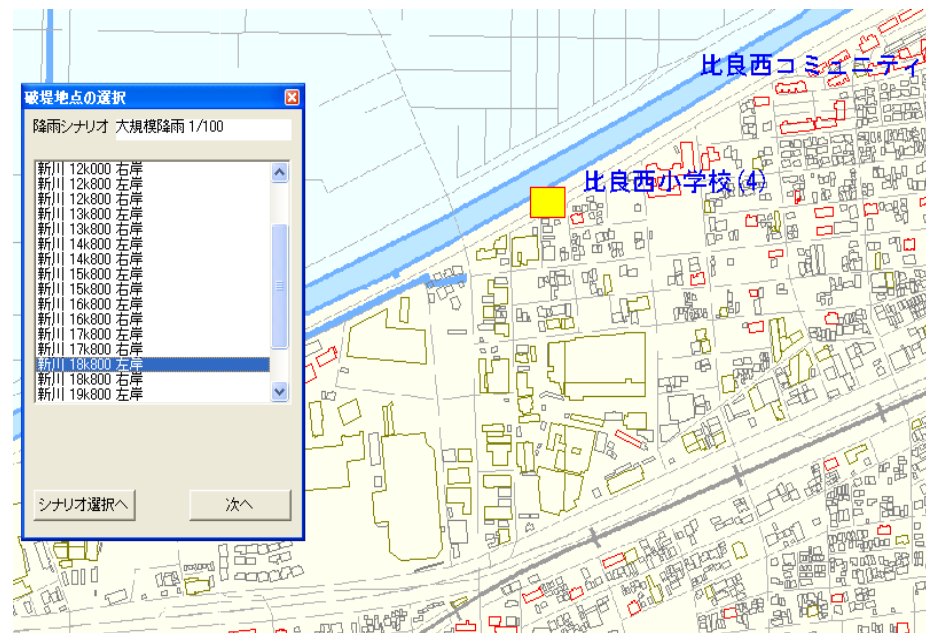 破堤地点の選択
降雨シナリオ 大規模降雨 1/100
新川 12k000 右岸
新川 12k800 左岸
新川 12k800 右岸
新川 13k800 左岸
新川 13k800 右岸
新川 14k800 左岸
新川 14k800 右岸
新川 15k800 左岸
新川 15k800 右岸
新川 16k800 左岸
新川 16k800 右岸
新川 17k800 左岸
新川 17k800 右岸
新川 18k800 左岸
新川 18k800 右岸
新川 19k800 左岸
シナリオ選択へ
次へ
比良西コミュニティ
比良西小学校(4)